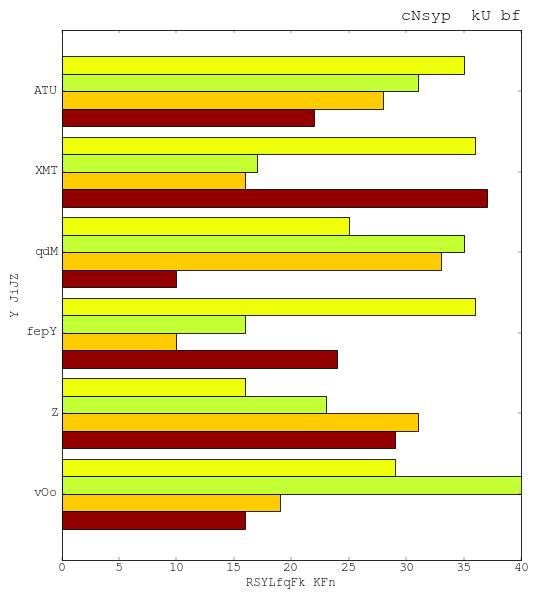 cNsyp  kU bf
ATU
XMT
qdM
fepY
Z
vOo
Y JiJZ
0 5 10 15 20 25 30 35 40
RSYLfqFk KFn